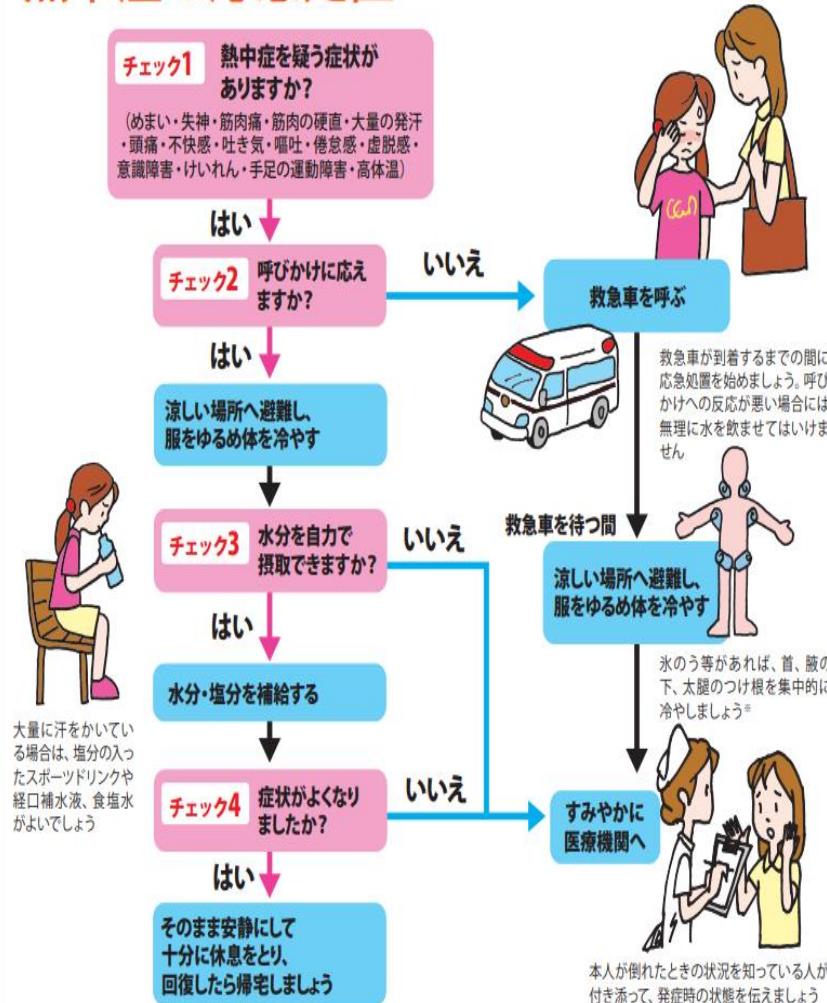 チェック1 熱中症を疑う症状が
ありますか?
(めまい・失神・筋肉痛・筋肉の硬直・大量の発汗
・頭痛・不快感・吐き気・嘔吐・倦怠感・虚脱感・
意識障害・けいれん・手足の運動障害・高体温)
はい
チェック2 呼びかけに応え
ますか?
いいえ
救急車を呼ぶ
救急車が到着するまでの間に
応急処置を始めましょう。呼び
かけへの反応が悪い場合には
無理に水を飲ませてはいけま
せん
はい
涼しい場所へ避難し、
服をゆるめ体を冷やす
救急車を待つ間
涼しい場所へ避難し、
服をゆるめ体を冷やす
氷のう等があれば、首、腋の
下、太腿のつけ根を集中的に
冷やしましょう※
チェック3 水分を自力で
摂取できますか?
いいえ
はい
水分・塩分を補給する
大量に汗をかいてい
る場合は、塩分の入っ
たスポーツドリンクや
経口補水液、食塩水
がよいでしょう
チェック4 症状がよくなり
ましたか?
いいえ
すみやかに
医療機関へ
はい
そのまま安静にして
十分に休息をとり、
回復したら帰宅しましょう
本人が倒れたときの状況を知っている人が
付き添って、発症時の状態を伝えましょう